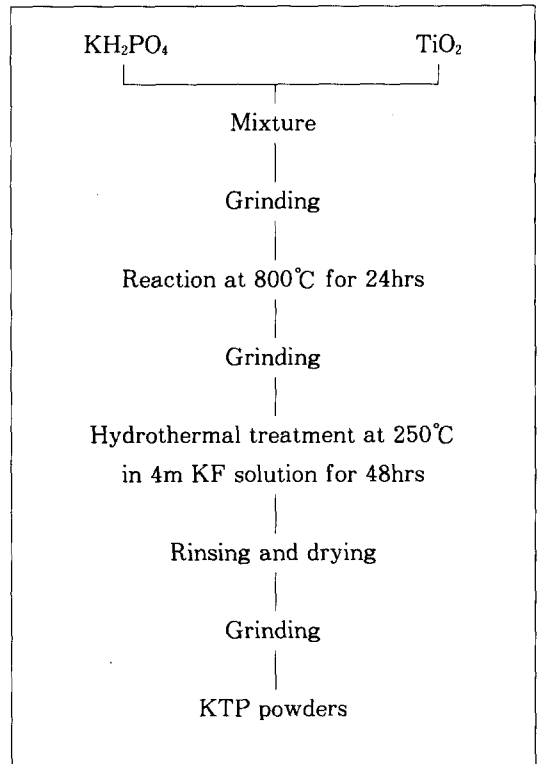 KH₂PO₄ TiO₂
Mixture
Grinding
Reaction at 800℃ for 24hrs
Grinding
Hydrothermal treatment at 250℃
in 4m KF solution for 48hrs
Rinsing and drying
Grinding
KTP powders